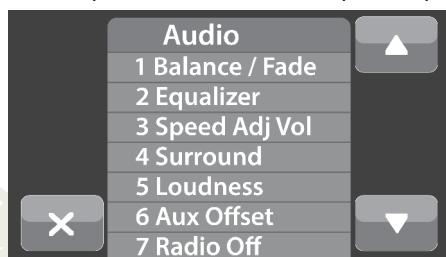 Audio
1 Balance / Fade
2 Equalizer
3 Speed Adj Vol
4 Surround
5 Loudness
6 Aux Offset
7 Radio Off